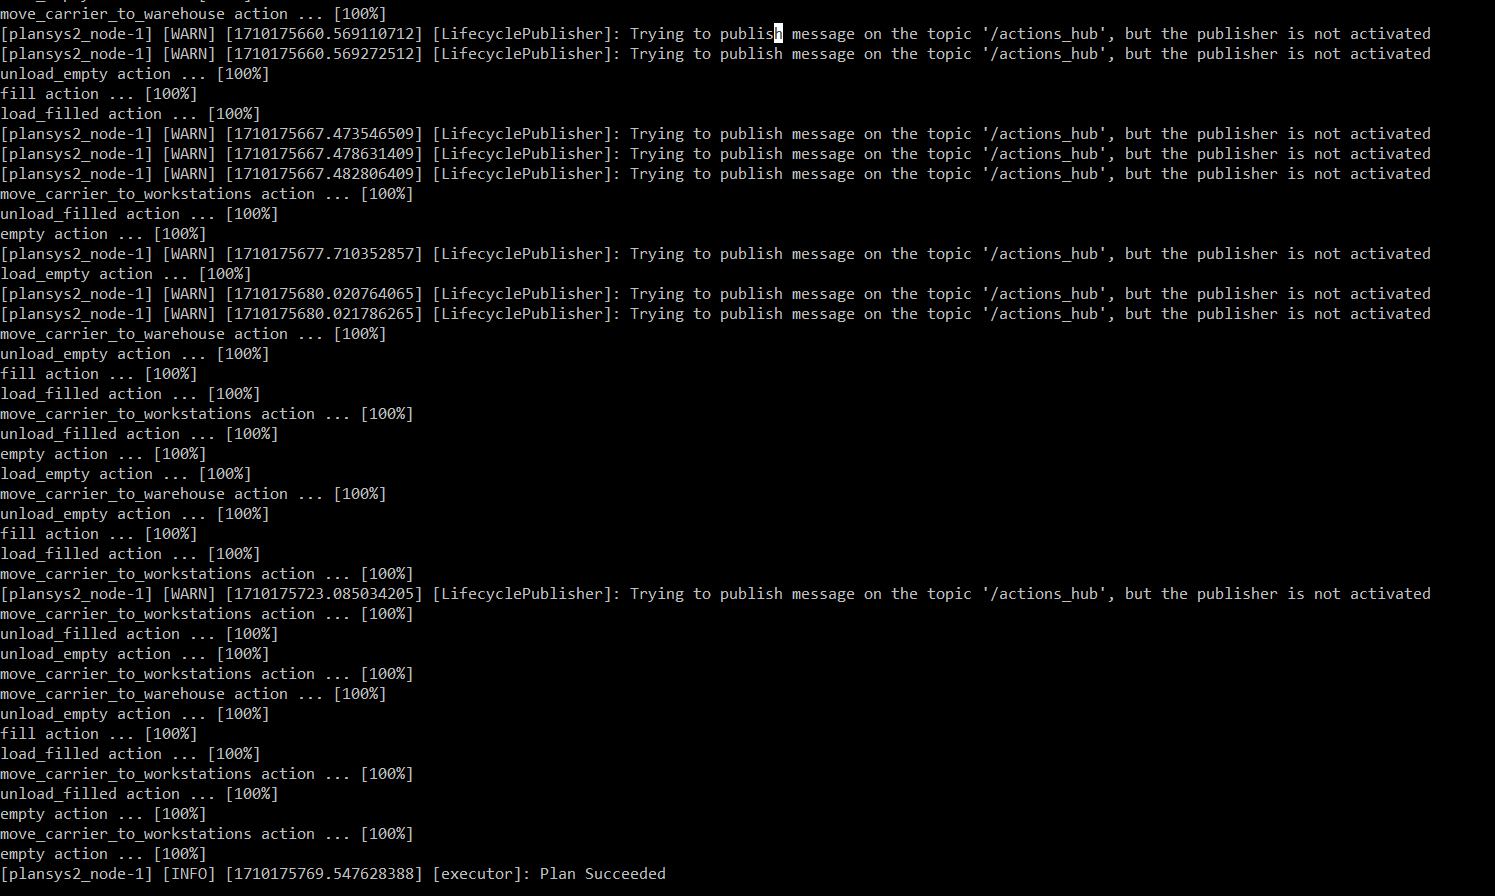 move_carrier_to_warehouse action ... [100%]
[plansys2_node-1] [WARN] [1710175660.569110712] [LifecyclePublisher]: Trying to publish message on the topic '/actions_hub', but the publisher is not activated
[plansys2_node-1] [WARN] [1710175660.569272512] [LifecyclePublisher]: Trying to publish message on the topic '/actions_hub', but the publisher is not activated
unload_empty action ... [100%]
fill action ... [100%]
load_filled action ... [100%]
[plansys2_node-1] [WARN] [1710175667.473546509] [LifecyclePublisher]: Trying to publish message on the topic '/actions_hub', but the publisher is not activated
[plansys2_node-1] [WARN] [1710175667.478631409] [LifecyclePublisher]: Trying to publish message on the topic '/actions_hub', but the publisher is not activated
[plansys2_node-1] [WARN] [1710175667.482806409] [LifecyclePublisher]: Trying to publish message on the topic '/actions_hub', but the publisher is not activated
move_carrier_to_workstations action ... [100%]
unload_filled action ... [100%]
empty action ... [100%]
[plansys2_node-1] [WARN] [1710175677.710352857] [LifecyclePublisher]: Trying to publish message on the topic '/actions_hub', but the publisher is not activated
load_empty action ... [100%]
[plansys2_node-1] [WARN] [1710175680.020764065] [LifecyclePublisher]: Trying to publish message on the topic '/actions_hub', but the publisher is not activated
[plansys2_node-1] [WARN] [1710175680.021786265] [LifecyclePublisher]: Trying to publish message on the topic '/actions_hub', but the publisher is not activated
move_carrier_to_warehouse action ... [100%]
unload_empty action ... [100%]
fill action ... [100%]
load_filled action ... [100%]
move_carrier_to_workstations action ... [100%]
unload_filled action ... [100%]
empty action ... [100%]
load_empty action ... [100%]
move_carrier_to_warehouse action ... [100%]
unload_empty action ... [100%]
fill action ... [100%]
load_filled action ... [100%]
move_carrier_to_workstations action ... [100%]
[plansys2_node-1] [WARN] [1710175723.085034205] [LifecyclePublisher]: Trying to publish message on the topic '/actions_hub', but the publisher is not activated
move_carrier_to_workstations action ... [100%]
unload_filled action ... [100%]
unload_empty action ... [100%]
move_carrier_to_workstations action ... [100%]
move_carrier_to_warehouse action ... [100%]
unload_empty action ... [100%]
fill action ... [100%]
load_filled action ... [100%]
move_carrier_to_workstations action ... [100%]
unload_filled action ... [100%]
empty action ... [100%]
move_carrier_to_workstations action ... [100%]
empty action ... [100%]
[plansys2_node-1] [INFO] [1710175769.547628388] [executor]: Plan Succeeded